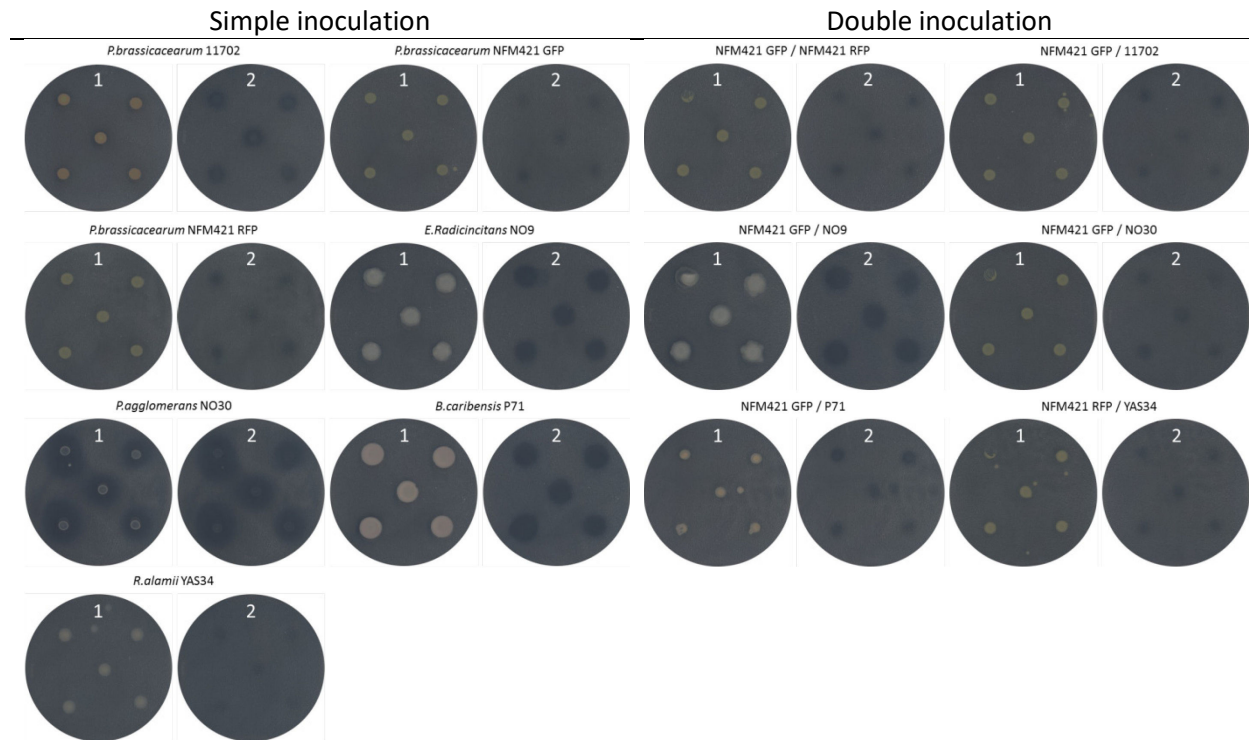 Simple inoculation
Double inoculation
P.brassicacearum 11702
P.brassicacearum NFM421 GFP
NFM421 GFP / NFM421 RFP
NFM421 GFP / 11702
1
2
1
2
1
2
1
2
P.brassicacearum NFM421 RFP
E.Radicincitans NO9
NFM421 GFP / NO9
NFM421 GFP / NO30
1
2
1
2
1
2
1
2
P.agglomerans NO30
B.caribensis P71
NFM421 GFP / P71
NFM421 RFP / YAS34
1
2
1
2
1
2
1
2
R.alamii YAS34
1
2